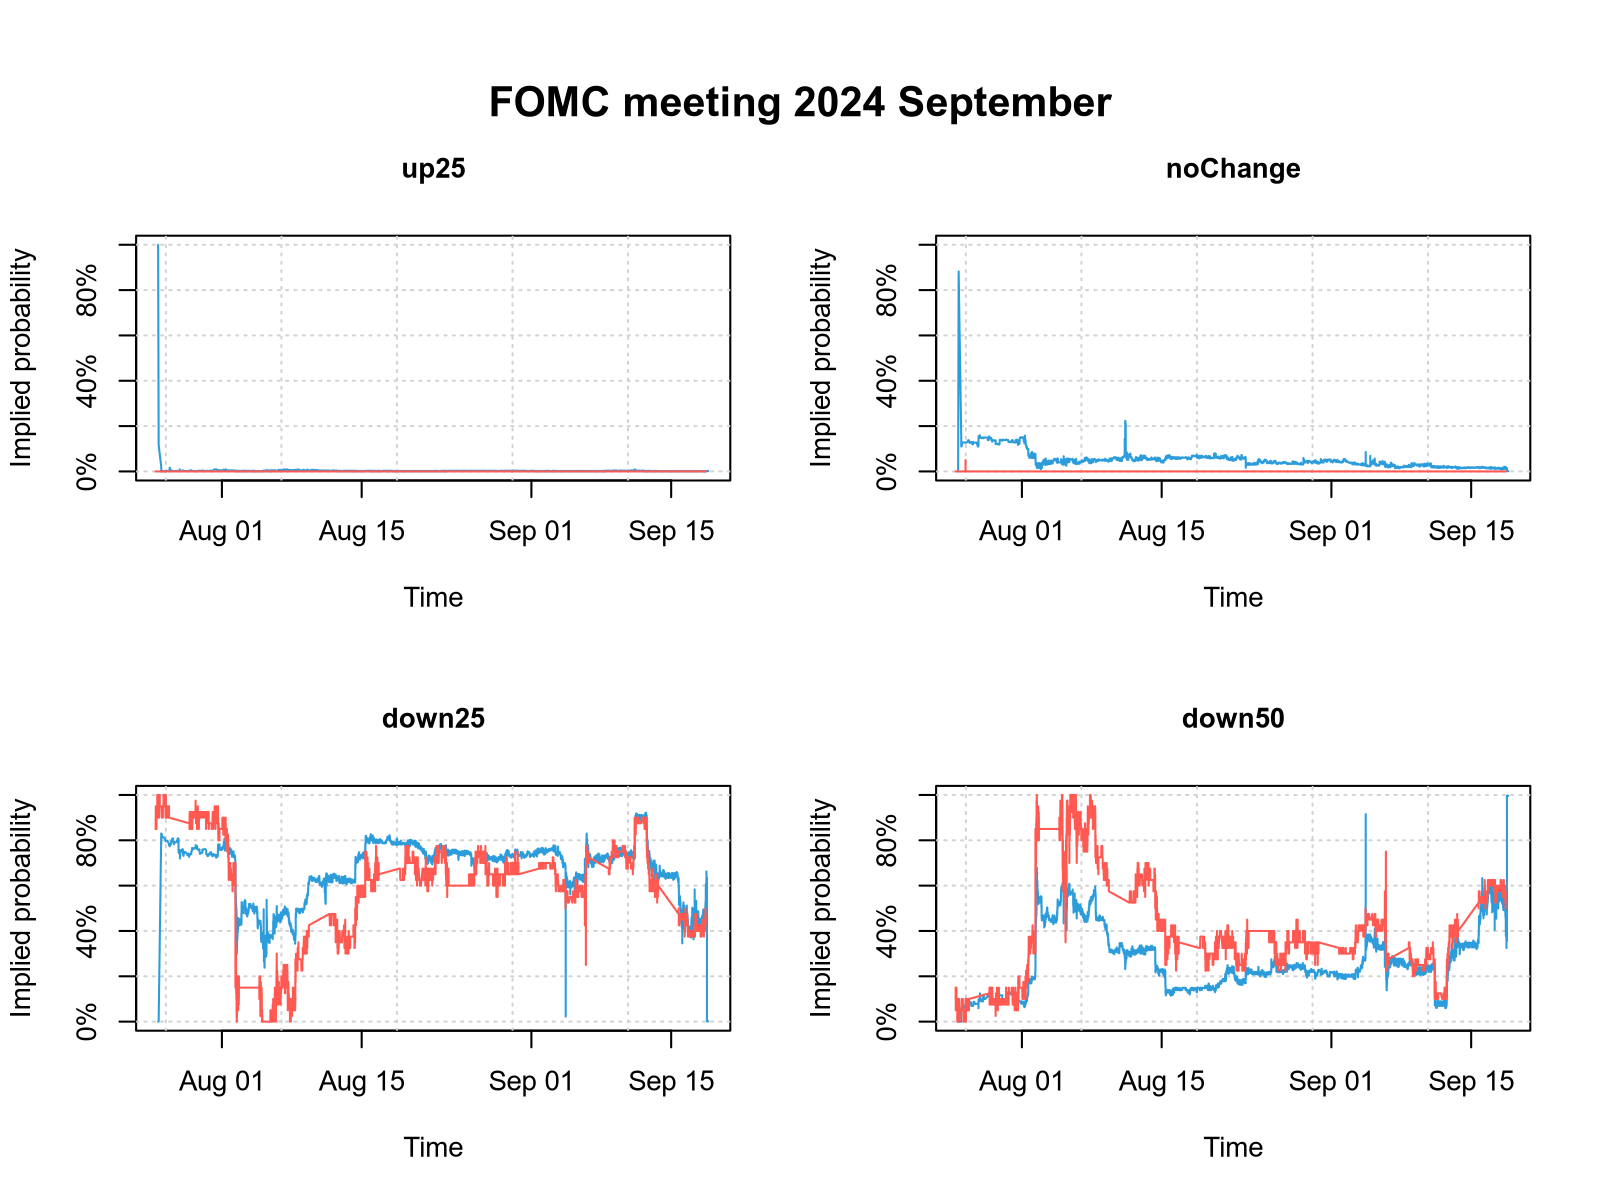 FOMC meeting 2024 September
up25
Implied probability
0%
40%
80%
Aug 01
Aug 15
Sep 01
Sep 15
Time
noChange
Implied probability
0%
40%
80%
Aug 01
Aug 15
Sep 01
Sep 15
Time
down25
Implied probability
0%
40%
80%
Aug 01
Aug 15
Sep 01
Sep 15
Time
down50
Implied probability
0%
40%
80%
Aug 01
Aug 15
Sep 01
Sep 15
Time